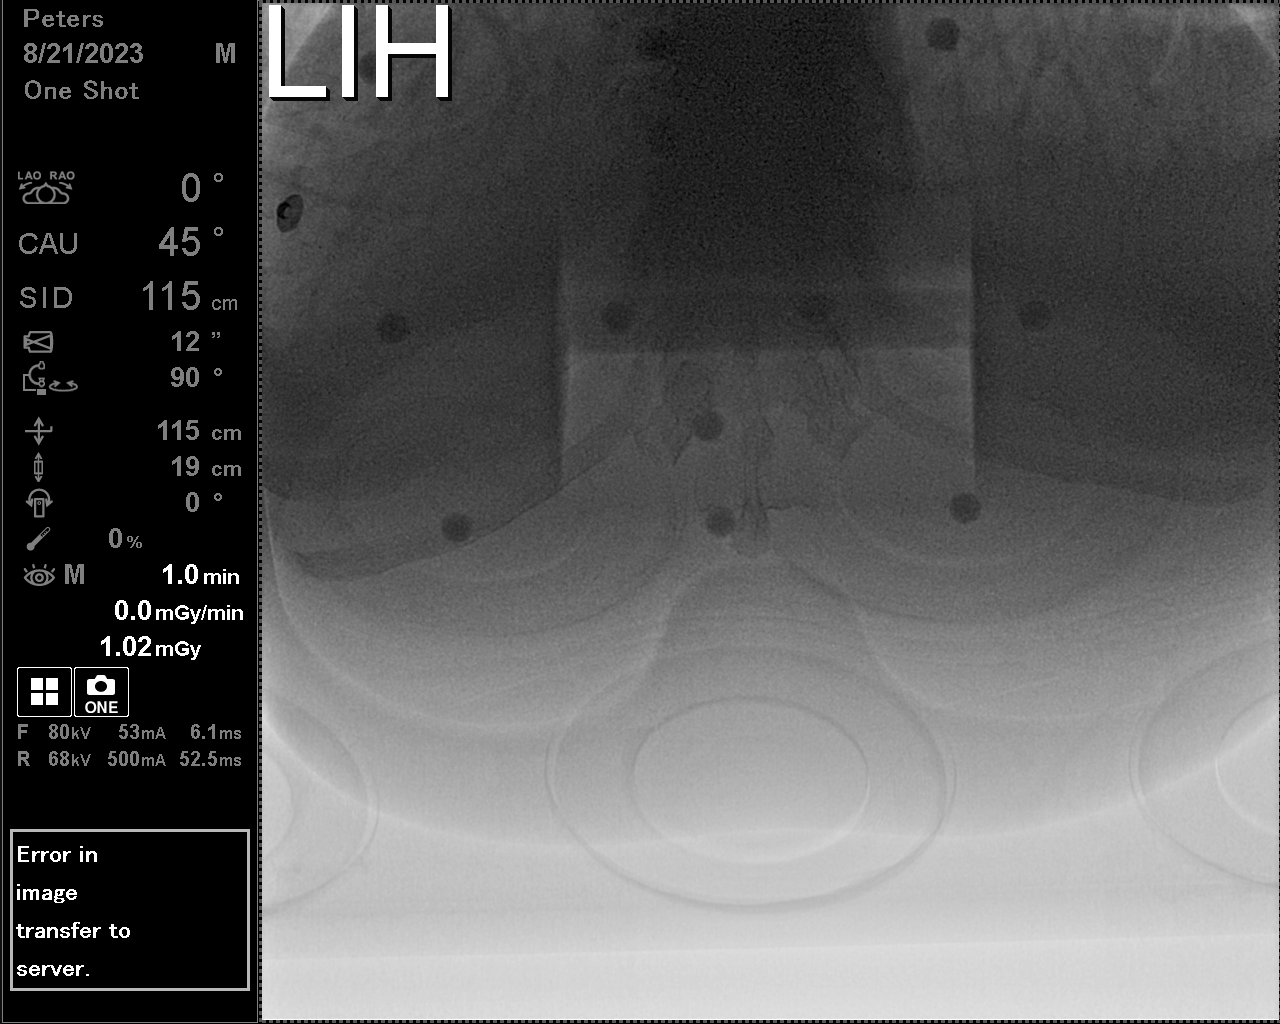 Peters
8/21/2023 M
One Shot
LIH
LAO RAO
0 °
CAU 45 °
SID 115 cm
12 ”
90 °
115 cm
19 cm
0 °
0 %
M 1.0 min
0.0 mGy/min
1.02 mGy
ONE
F 80kV 53mA 6.1ms
R 68kV 500mA 52.5ms
Error in
image
transfer to
server.